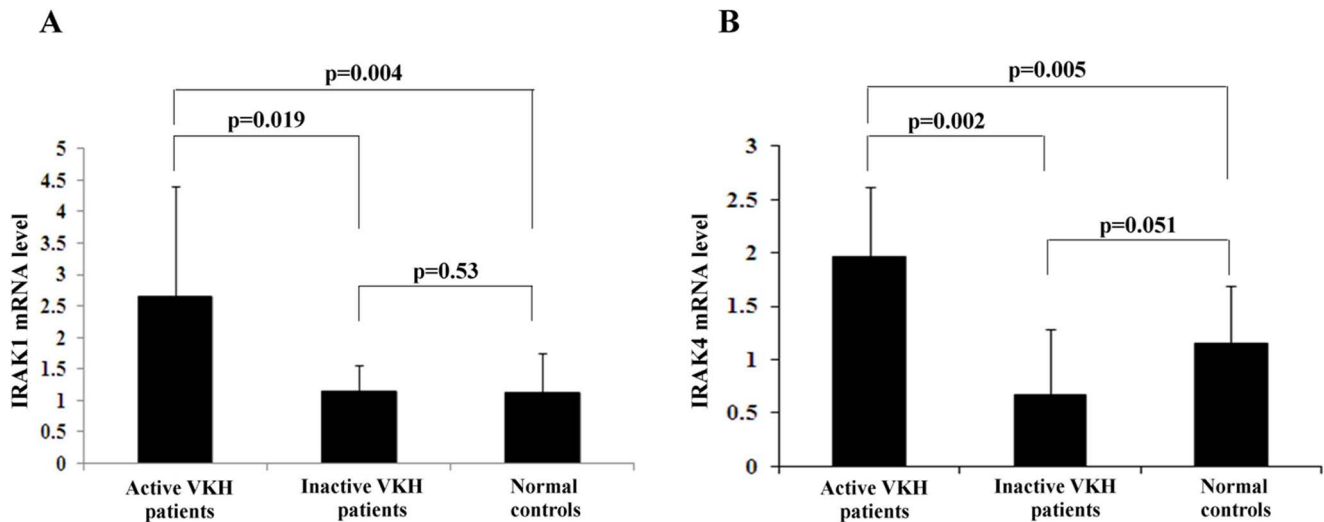 A
p=0.004
p=0.019
p=0.53
IRAK1 mRNA level
5
4.5
4
3.5
3
2.5
2
1.5
1
0.5
0
Active VKH
patients
Inactive VKH
patients
Normal
controls
B
p=0.005
p=0.002
p=0.051
IRAK4 mRNA level
3
2.5
2
1.5
1
0.5
0
Active VKH
patients
Inactive VKH
patients
Normal
controls